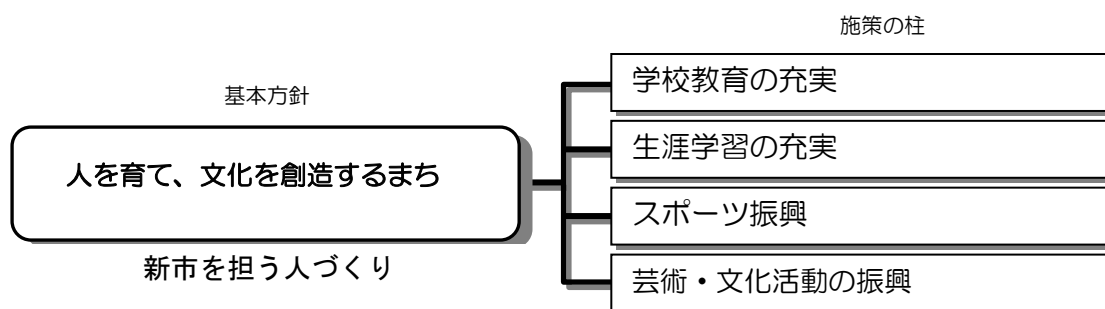 基本方針
人を育て、文化を創造するまち
新市を担う人づくり
施策の柱
学校教育の充実
生涯学習の充実
スポーツ振興
芸術・文化活動の振興